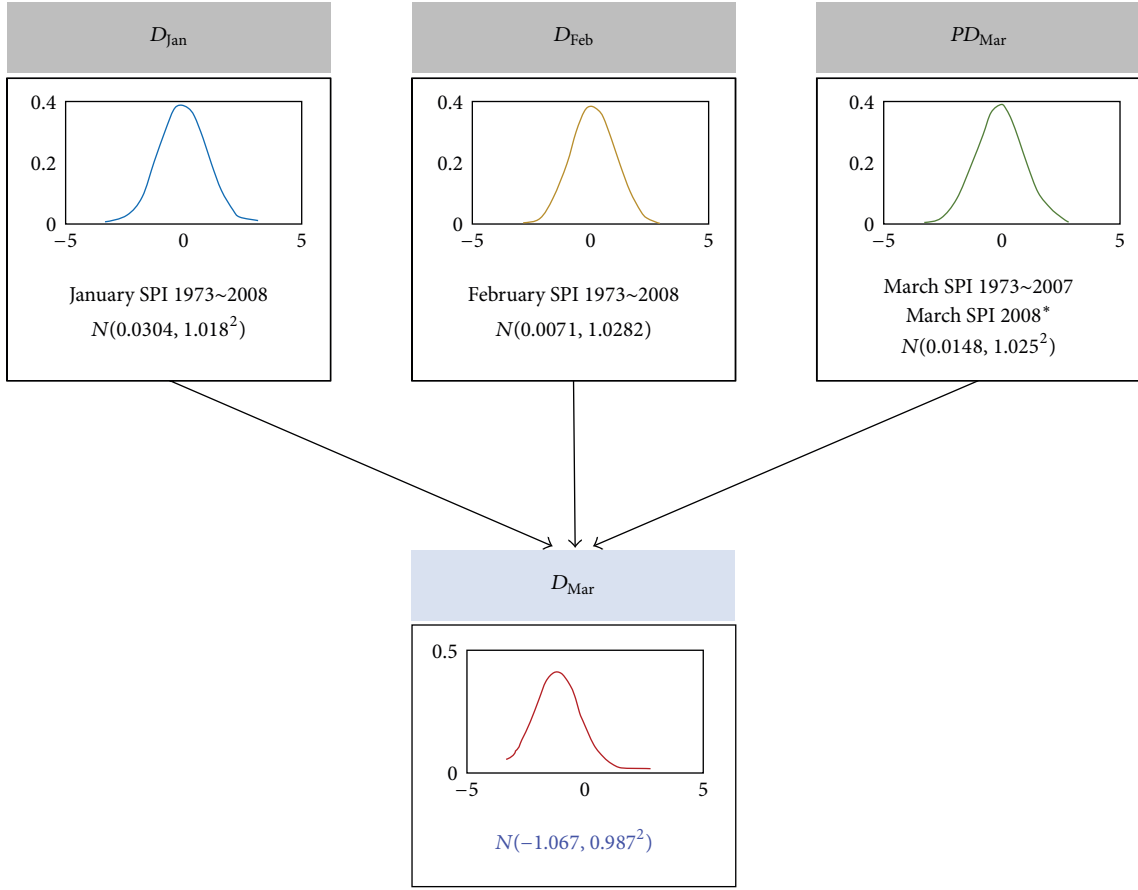 D_Jan
0.4
0.2
0
−5 0 5
January SPI 1973~2008
N(0.0304, 1.018²)
D_Feb
0.4
0.2
0
−5 0 5
February SPI 1973~2008
N(0.0071, 1.0282)
PD_Mar
0.4
0.2
0
−5 0 5
March SPI 1973~2007
March SPI 2008*
N(0.0148, 1.025²)
D_Mar
0.5
0
−5 0 5
N(−1.067, 0.987²)